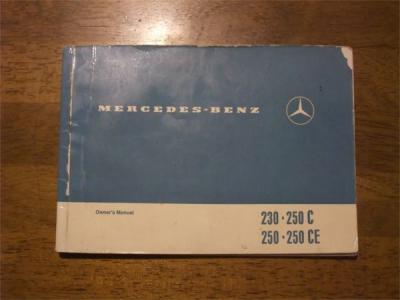 MERCEDES-BENZ
Owner's Manual
230 · 250 C
250 · 250 CE